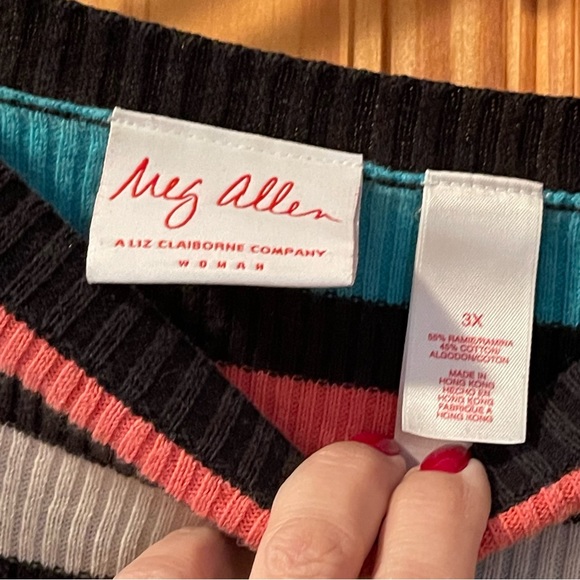 Meg Allen
A LIZ CLAIBORNE COMPANY
WOMAN
3X
55% RAMIE/RAMINA
45% COTTON/
ALGODON/COTON
MADE IN
HONG KONG
HECHO EN
HONG KONG
FABRIQUE A
HONG KONG